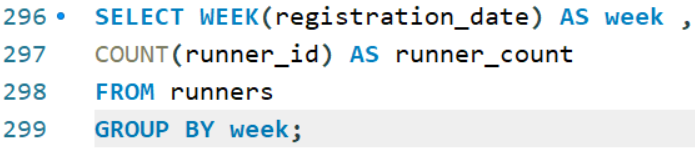 296 • SELECT WEEK(registration_date) AS week ,
297 COUNT(runner_id) AS runner_count
298 FROM runners
299 GROUP BY week;